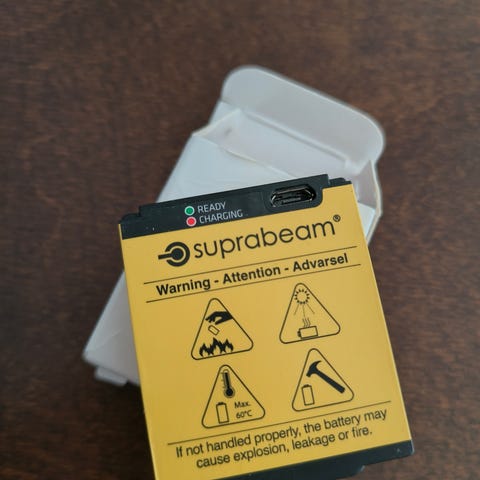 READY
CHARGING
suprabeam®
Warning - Attention - Advarsel
Max.
60°C
If not handled properly, the battery may
cause explosion, leakage or fire.